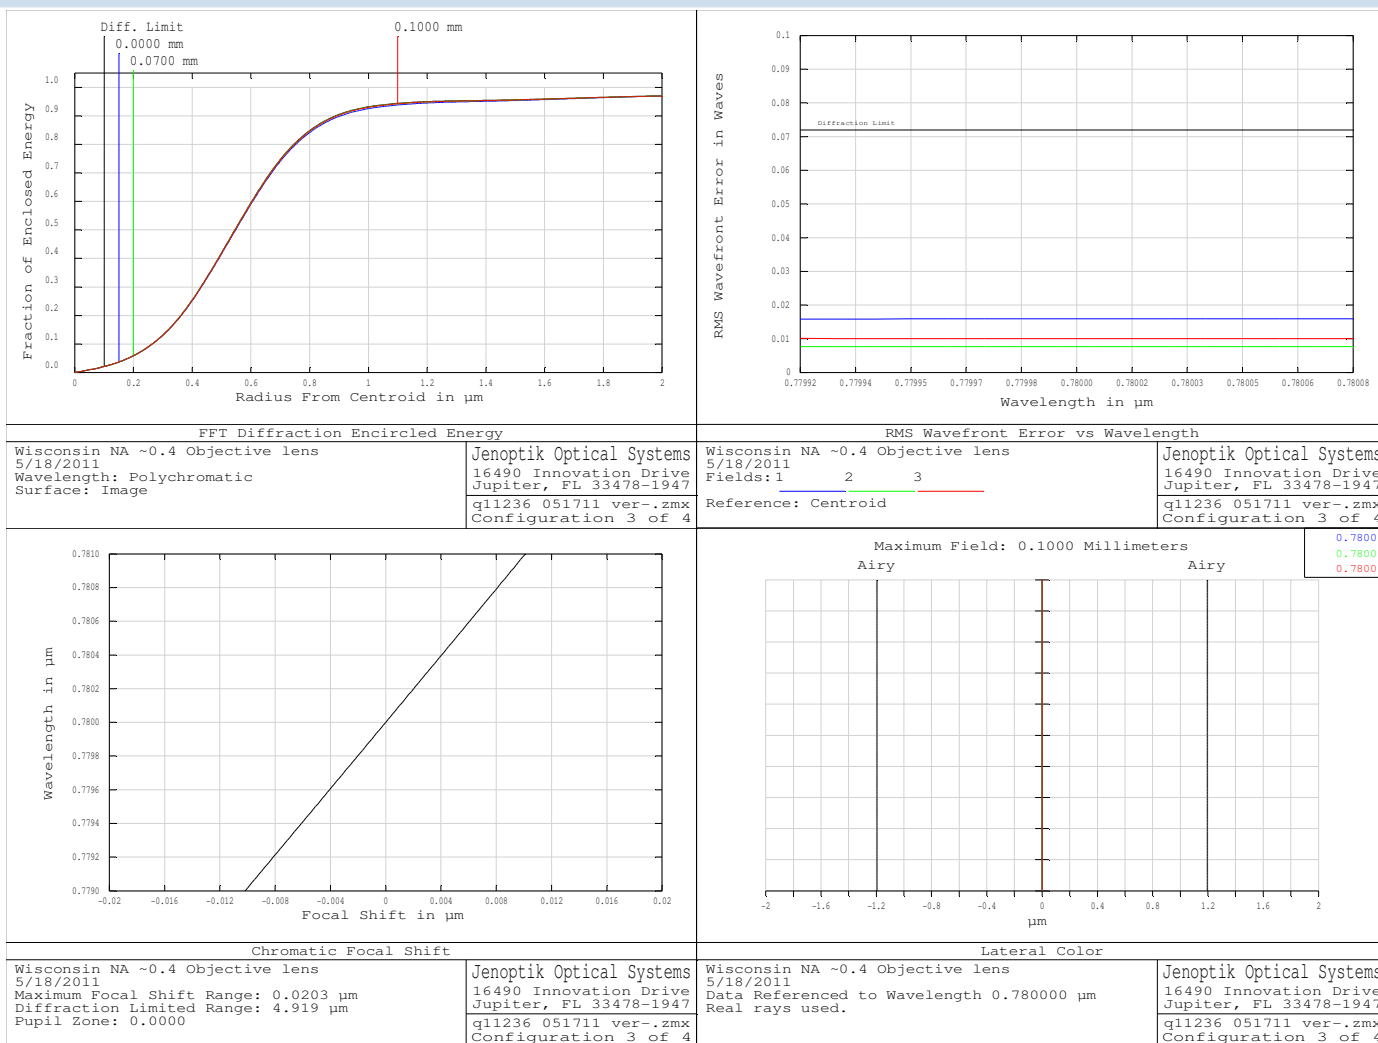 Diff. Limit
0.0000 mm
0.0700 mm
0.1000 mm
1.0
0.9
0.8
0.7
0.6
0.5
0.4
0.3
0.2
0.1
0.0
Fraction of Enclosed Energy
0 0.2 0.4 0.6 0.8 1 1.2 1.4 1.6 1.8 2
Radius From Centroid in µm
FFT Diffraction Encircled Energy
Wisconsin NA ~0.4 Objective lens
5/18/2011
Wavelength: Polychromatic
Surface: Image
Jenoptik Optical Systems
16490 Innovation Drive
Jupiter, FL 33478-1947
q11236 051711 ver-.zmx
Configuration 3 of 4
0.1
0.09
0.08
0.07
0.06
0.05
0.04
0.03
0.02
0.01
0
RMS Wavefront Error in Waves
Diffraction Limit
0.77992 0.77994 0.77995 0.77997 0.77998 0.78000 0.78002 0.78003 0.78005 0.78006 0.78008
Wavelength in µm
RMS Wavefront Error vs Wavelength
Wisconsin NA ~0.4 Objective lens
5/18/2011
Fields: 1 2 3
Reference: Centroid
Jenoptik Optical Systems
16490 Innovation Drive
Jupiter, FL 33478-1947
q11236 051711 ver-.zmx
Configuration 3 of 4
0.7810
0.7808
0.7806
0.7804
0.7802
0.7800
0.7798
0.7796
0.7794
0.7792
0.7790
Wavelength in µm
-0.02 -0.016 -0.012 -0.008 -0.004 0 0.004 0.008 0.012 0.016 0.02
Focal Shift in µm
Chromatic Focal Shift
Wisconsin NA ~0.4 Objective lens
5/18/2011
Maximum Focal Shift Range: 0.0203 µm
Diffraction Limited Range: 4.919 µm
Pupil Zone: 0.0000
Jenoptik Optical Systems
16490 Innovation Drive
Jupiter, FL 33478-1947
q11236 051711 ver-.zmx
Configuration 3 of 4
Maximum Field: 0.1000 Millimeters
Airy Airy
0.7800
0.7800
0.7800
-2 -1.6 -1.2 -0.8 -0.4 0 0.4 0.8 1.2 1.6 2
µm
Lateral Color
Wisconsin NA ~0.4 Objective lens
5/18/2011
Data Referenced to Wavelength 0.780000 µm
Real rays used.
Jenoptik Optical Systems
16490 Innovation Drive
Jupiter, FL 33478-1947
q11236 051711 ver-.zmx
Configuration 3 of 4